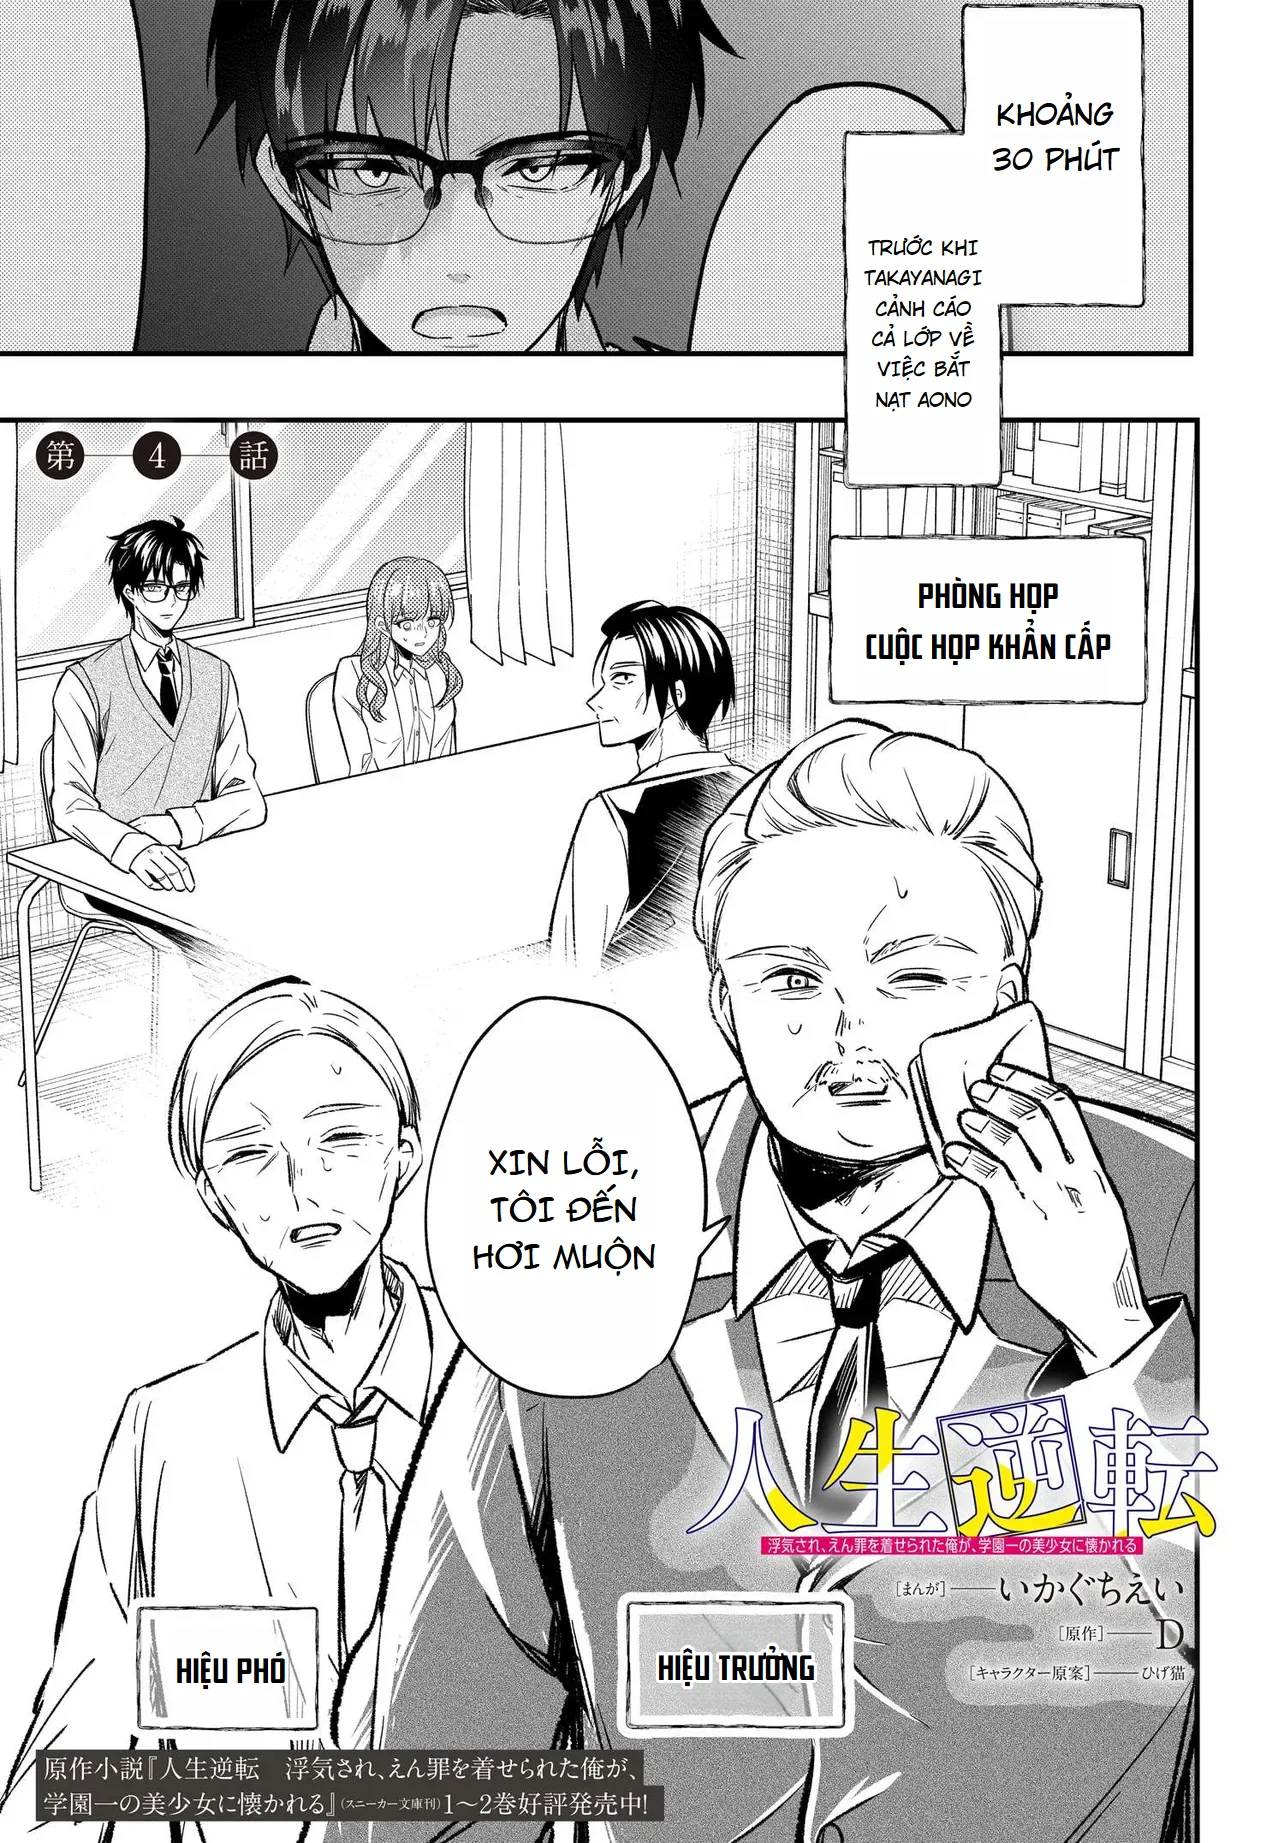 KHOẢNG
30 PHÚT
TRƯỚC KHI
TAKAYANAGI
CẢNH CÁO
CẢ LỚP VỀ
VIỆC BẮT
NẠT AONO
第4話
PHÒNG HỌP
CUỘC HỌP KHẨN CẤP
XIN LỖI,
TÔI ĐẾN
HƠI MUỘN
人生逆転
浮気され、えん罪を着せられた俺が、学園一の美少女に懐かれる
[まんが]──いかぐちえい
[原作]──D
[キャラクター原案]──ひげ猫
HIỆU TRƯỞNG
HIỆU PHÓ
原作小説『人生逆転 浮気され、えん罪を着せられた俺が、
学園一の美少女に懐かれる』(スニーカー文庫刊)1〜2巻好評発売中!